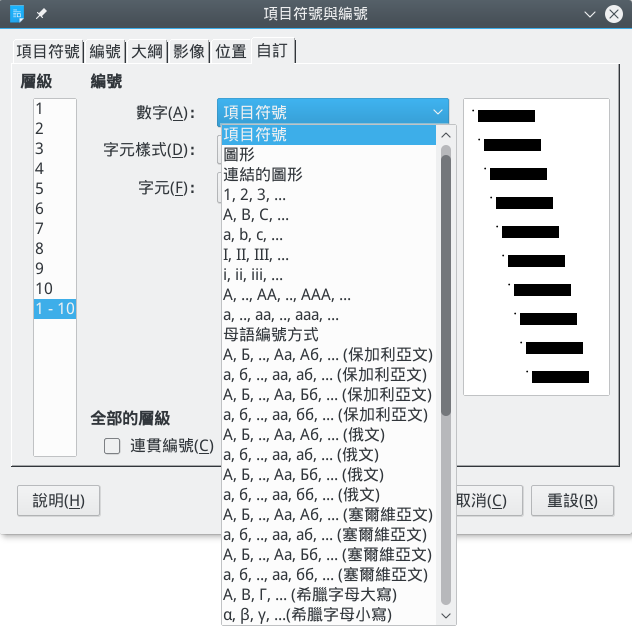 項目符號與編號
項目符號 編號 大綱 影像 位置 自訂
層級
編號
1
2
3
4
5
6
7
8
9
10
1 - 10
數字(A):
項目符號
字元樣式(D):
字元(F):
項目符號
圖形
連結的圖形
1, 2, 3, ...
A, B, C, ...
a, b, c, ...
I, II, III, ...
i, ii, iii, ...
A, .., AA, .., AAA, ...
a, .., aa, .., aaa, ...
母語編號方式
А, Б, .., Аа, Аб, ... (保加利亞文)
а, б, .., аа, аб, ... (保加利亞文)
А, Б, .., Аа, Бб, ... (保加利亞文)
а, б, .., аа, бб, ... (保加利亞文)
А, Б, .., Аа, Аб, ... (俄文)
а, б, .., аа, аб, ... (俄文)
А, Б, .., Аа, Бб, ... (俄文)
а, б, .., аа, бб, ... (俄文)
А, Б, .., Аа, Аб, ... (塞爾維亞文)
а, б, .., аа, аб, ... (塞爾維亞文)
А, Б, .., Аа, Бб, ... (塞爾維亞文)
а, б, .., аа, бб, ... (塞爾維亞文)
Α, Β, Γ, ... (希臘字母大寫)
α, β, γ, ...(希臘字母小寫)
全部的層級
連貫編號(C)
說明(H)
取消(C)
重設(R)